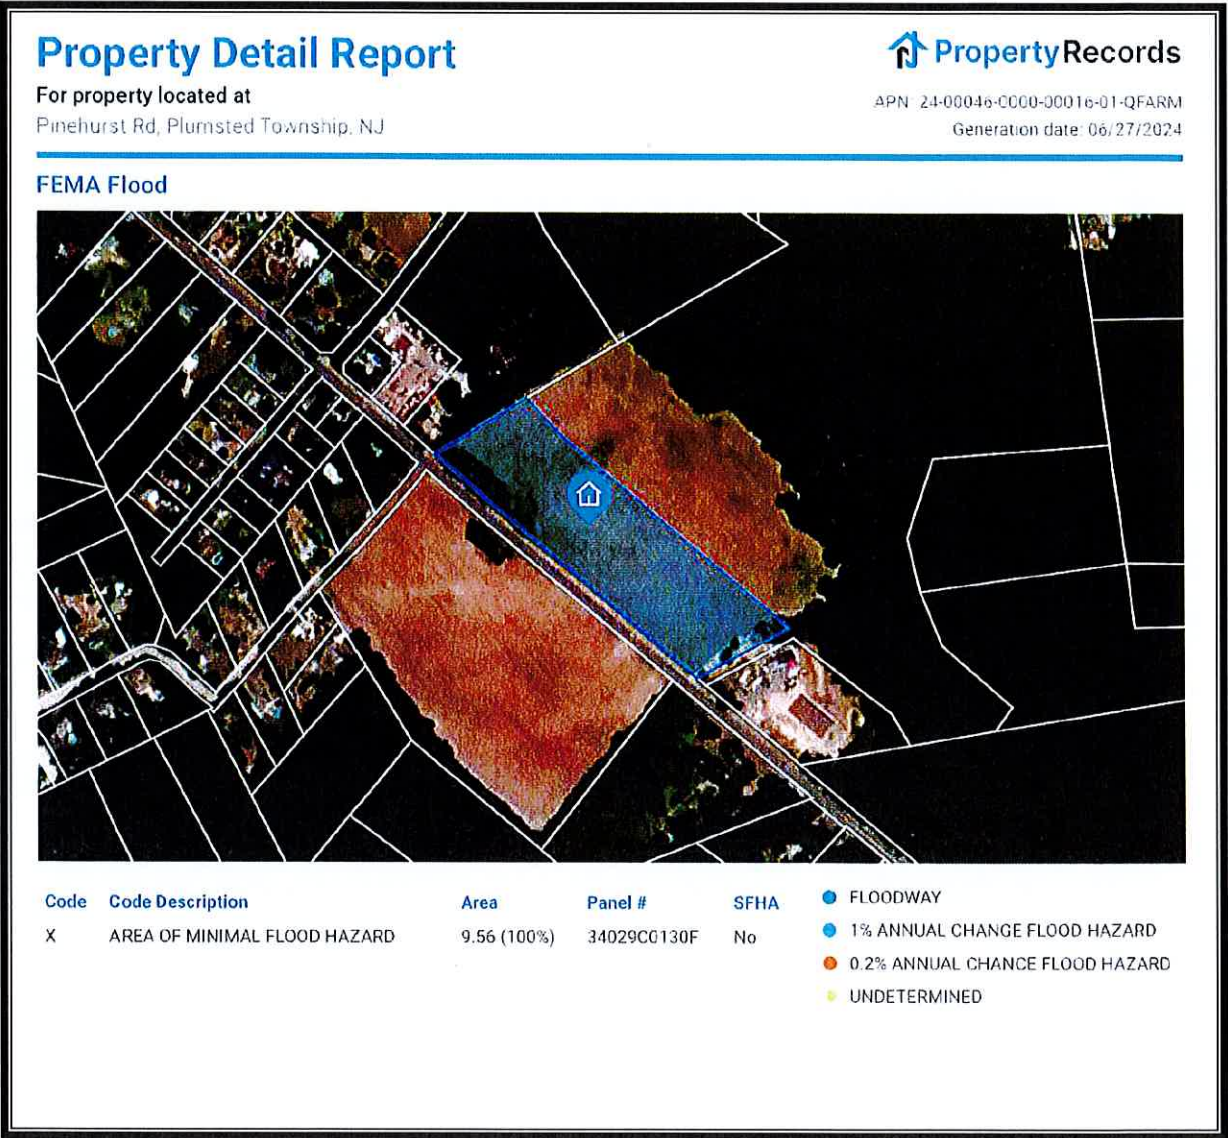 Property Detail Report
PropertyRecords
For property located at
APN: 24-00046-0000-00016-01-QFARM
Pinehurst Rd, Plumsted Township, NJ
Generation date: 06/27/2024
FEMA Flood
Code Code Description Area Panel # SFHA
X AREA OF MINIMAL FLOOD HAZARD 9.56 (100%) 34029C0130F No
FLOODWAY
1% ANNUAL CHANGE FLOOD HAZARD
0.2% ANNUAL CHANCE FLOOD HAZARD
UNDETERMINED